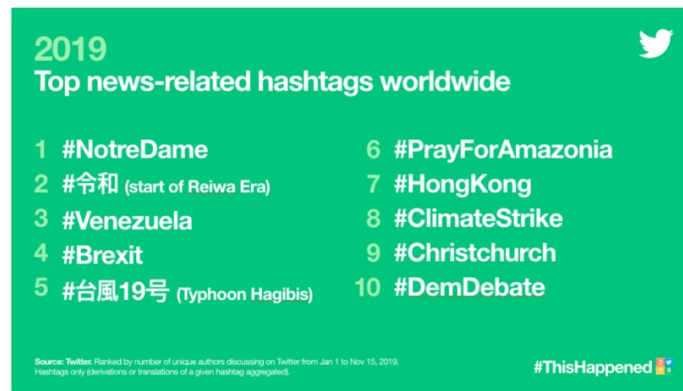 2019
Top news-related hashtags worldwide
1 #NotreDame
2 #令和 (start of Reiwa Era)
3 #Venezuela
4 #Brexit
5 #台風19号 (Typhoon Hagibis)
6 #PrayForAmazonia
7 #HongKong
8 #ClimateStrike
9 #Christchurch
10 #DemDebate
Source: Twitter. Ranked by number of unique authors discussing on Twitter from Jan 1 to Nov 15, 2019.
Hashtags only (derivations or translations of a given hashtag aggregated).
#ThisHappened